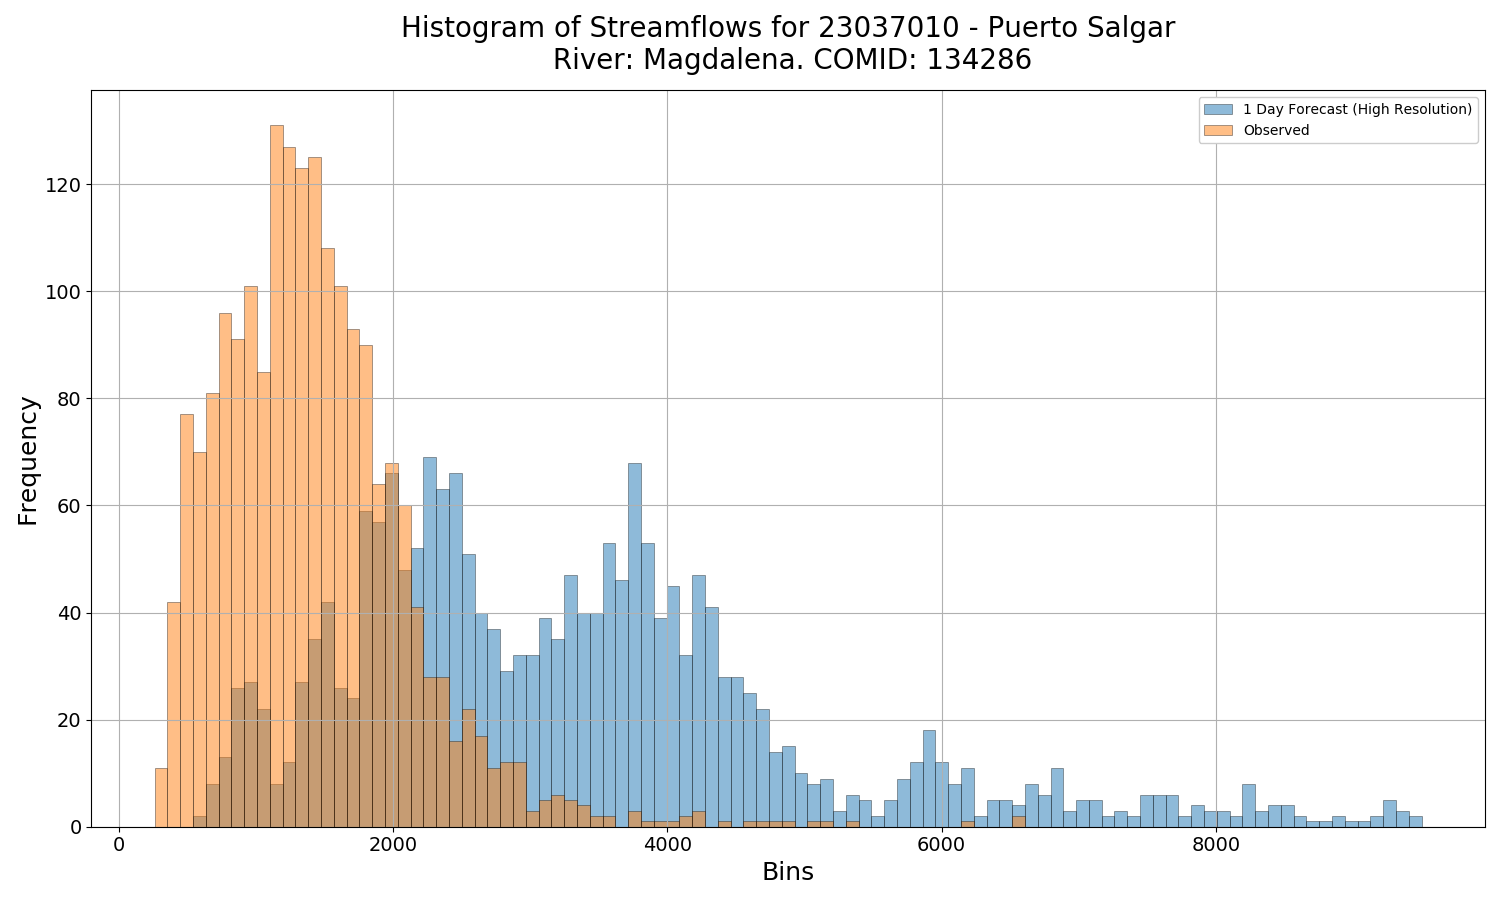 Histogram of Streamflows for 23037010 - Puerto Salgar
River: Magdalena. COMID: 134286
1 Day Forecast (High Resolution)
Observed
120
100
80
60
40
20
0
Frequency
0 2000 4000 6000 8000
Bins